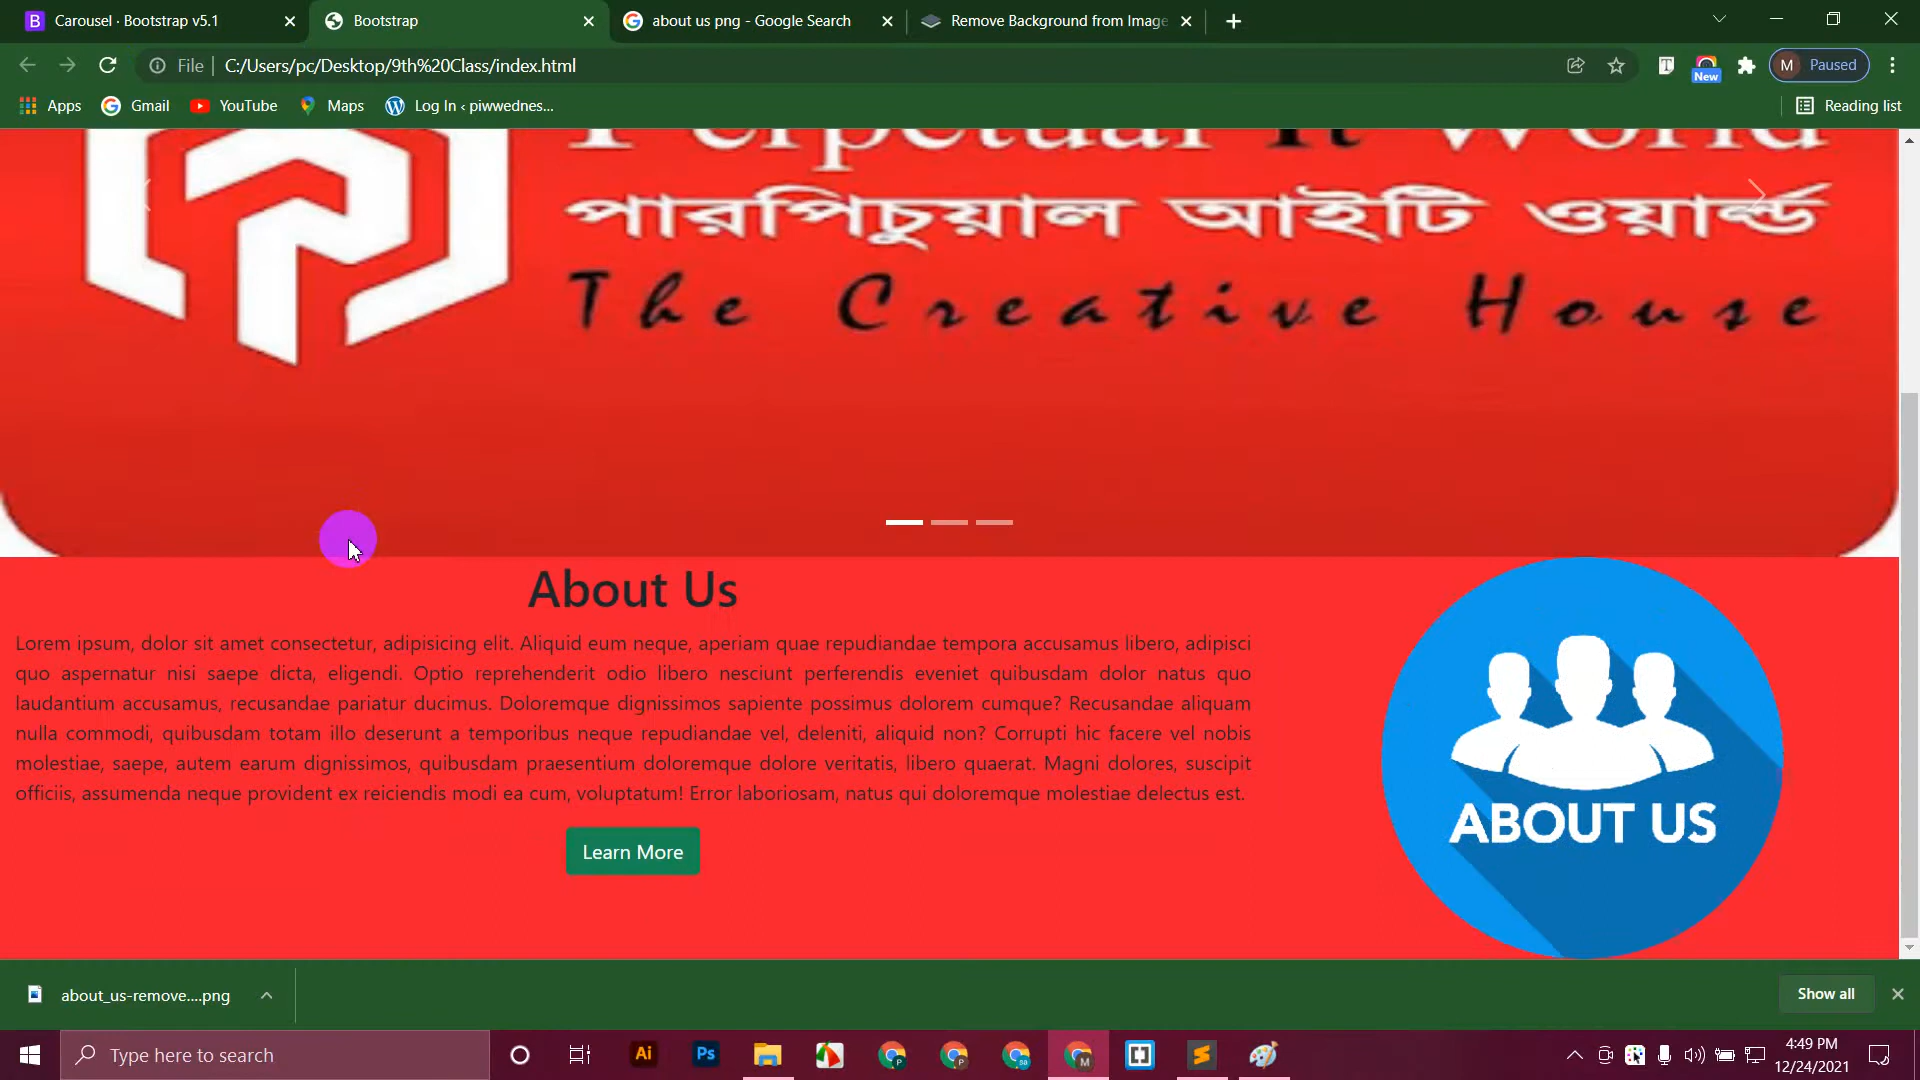 Carousel · Bootstrap v5.1
Bootstrap
about us png - Google Search
Remove Background from Image
File
C:/Users/pc/Desktop/9th%20Class/index.html
New
M
Paused
Apps
Gmail
YouTube
Maps
Log In ‹ piwwednes...
Reading list
Perpetual It World
পারপিচুয়াল আইটি ওয়ার্ল্ড
The Creative House
About Us
Lorem ipsum, dolor sit amet consectetur, adipisicing elit. Aliquid eum neque, aperiam quae repudiandae tempora accusamus libero, adipisci
quo aspernatur nisi saepe dicta, eligendi. Optio reprehenderit odio libero nesciunt perferendis eveniet quibusdam dolor natus quo
laudantium accusamus, recusandae pariatur ducimus. Doloremque dignissimos sapiente possimus dolorem cumque? Recusandae aliquam
nulla commodi, quibusdam totam illo deserunt a temporibus neque repudiandae vel, deleniti, aliquid non? Corrupti hic facere vel nobis
molestiae, saepe, autem earum dignissimos, quibusdam praesentium doloremque dolore veritatis, libero quaerat. Magni dolores, suscipit
officiis, assumenda neque provident ex reiciendis modi ea cum, voluptatum! Error laboriosam, natus qui doloremque molestiae delectus est.
Learn More
ABOUT US
about_us-remove....png
Show all
Type here to search
Ai
Ps
4:49 PM
12/24/2021